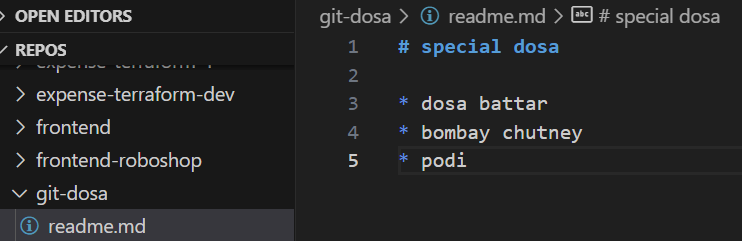 OPEN EDITORS
REPOS
expense-terraform-dev
frontend
frontend-roboshop
git-dosa
readme.md
git-dosa > readme.md > # special dosa
1 # special dosa
2
3 * dosa battar
4 * bombay chutney
5 * podi